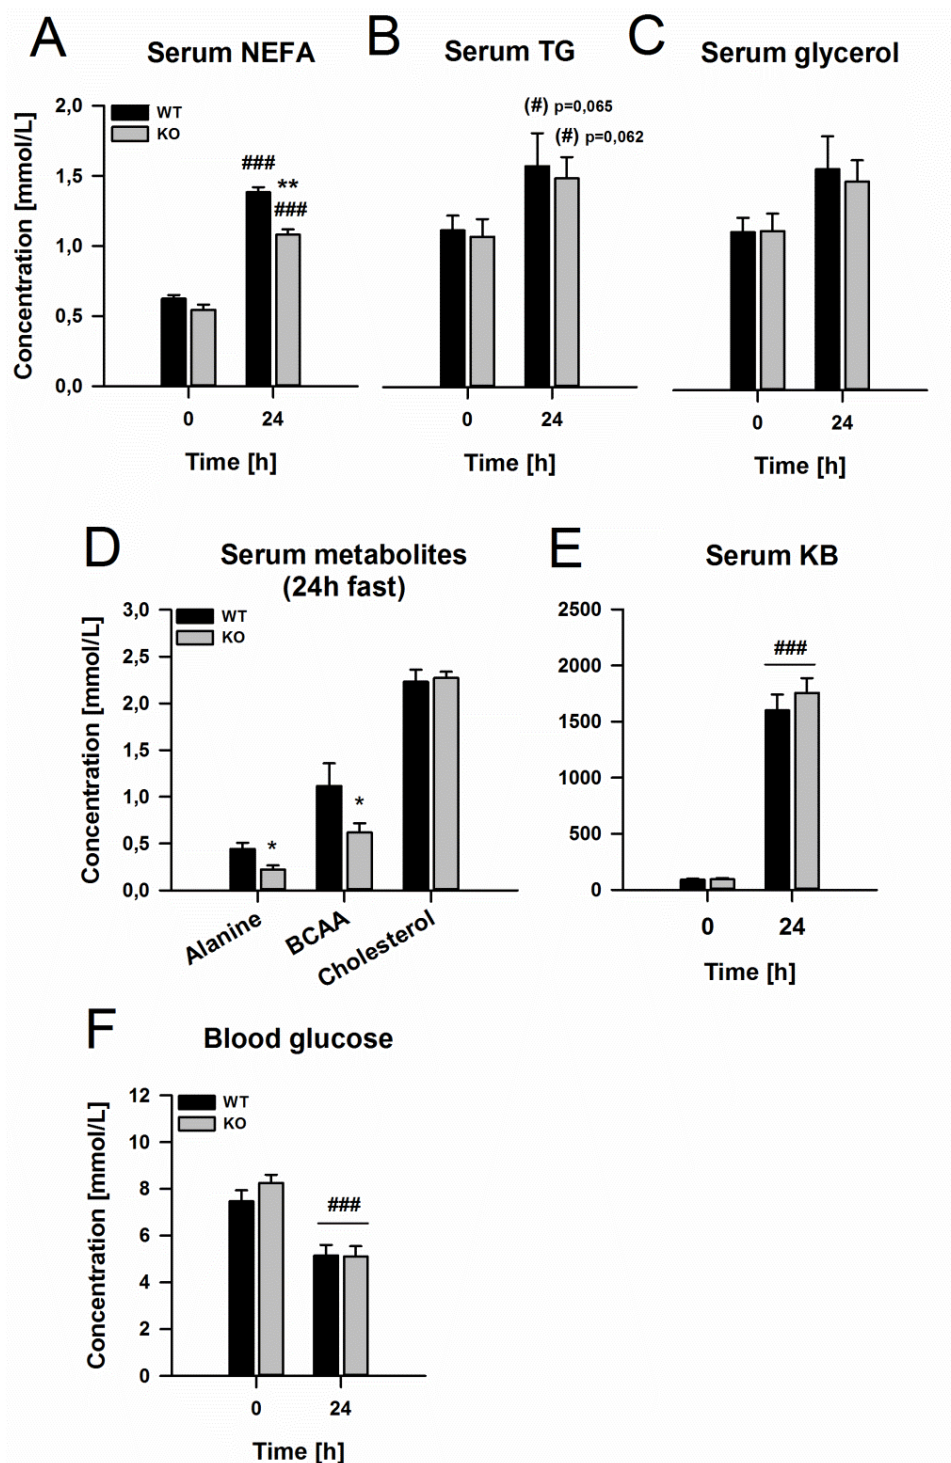 A
Serum NEFA
B
Serum TG
C
Serum glycerol
Concentration [mmol/L]
2,0
1,5
1,0
0,5
0,0
WT
KO
###
**
###
0
24
Time [h]
(#) p=0,065
(#) p=0,062
0
24
Time [h]
0
24
Time [h]
D
Serum metabolites
(24h fast)
Concentration [mmol/L]
3,0
2,5
2,0
1,5
1,0
0,5
0,0
WT
KO
*
*
Alanine
BCAA
Cholesterol
E
Serum KB
2500
2000
1500
1000
500
0
###
0
24
Time [h]
F
Blood glucose
Concentration [mmol/L]
12
10
8
6
4
2
0
WT
KO
###
0
24
Time [h]